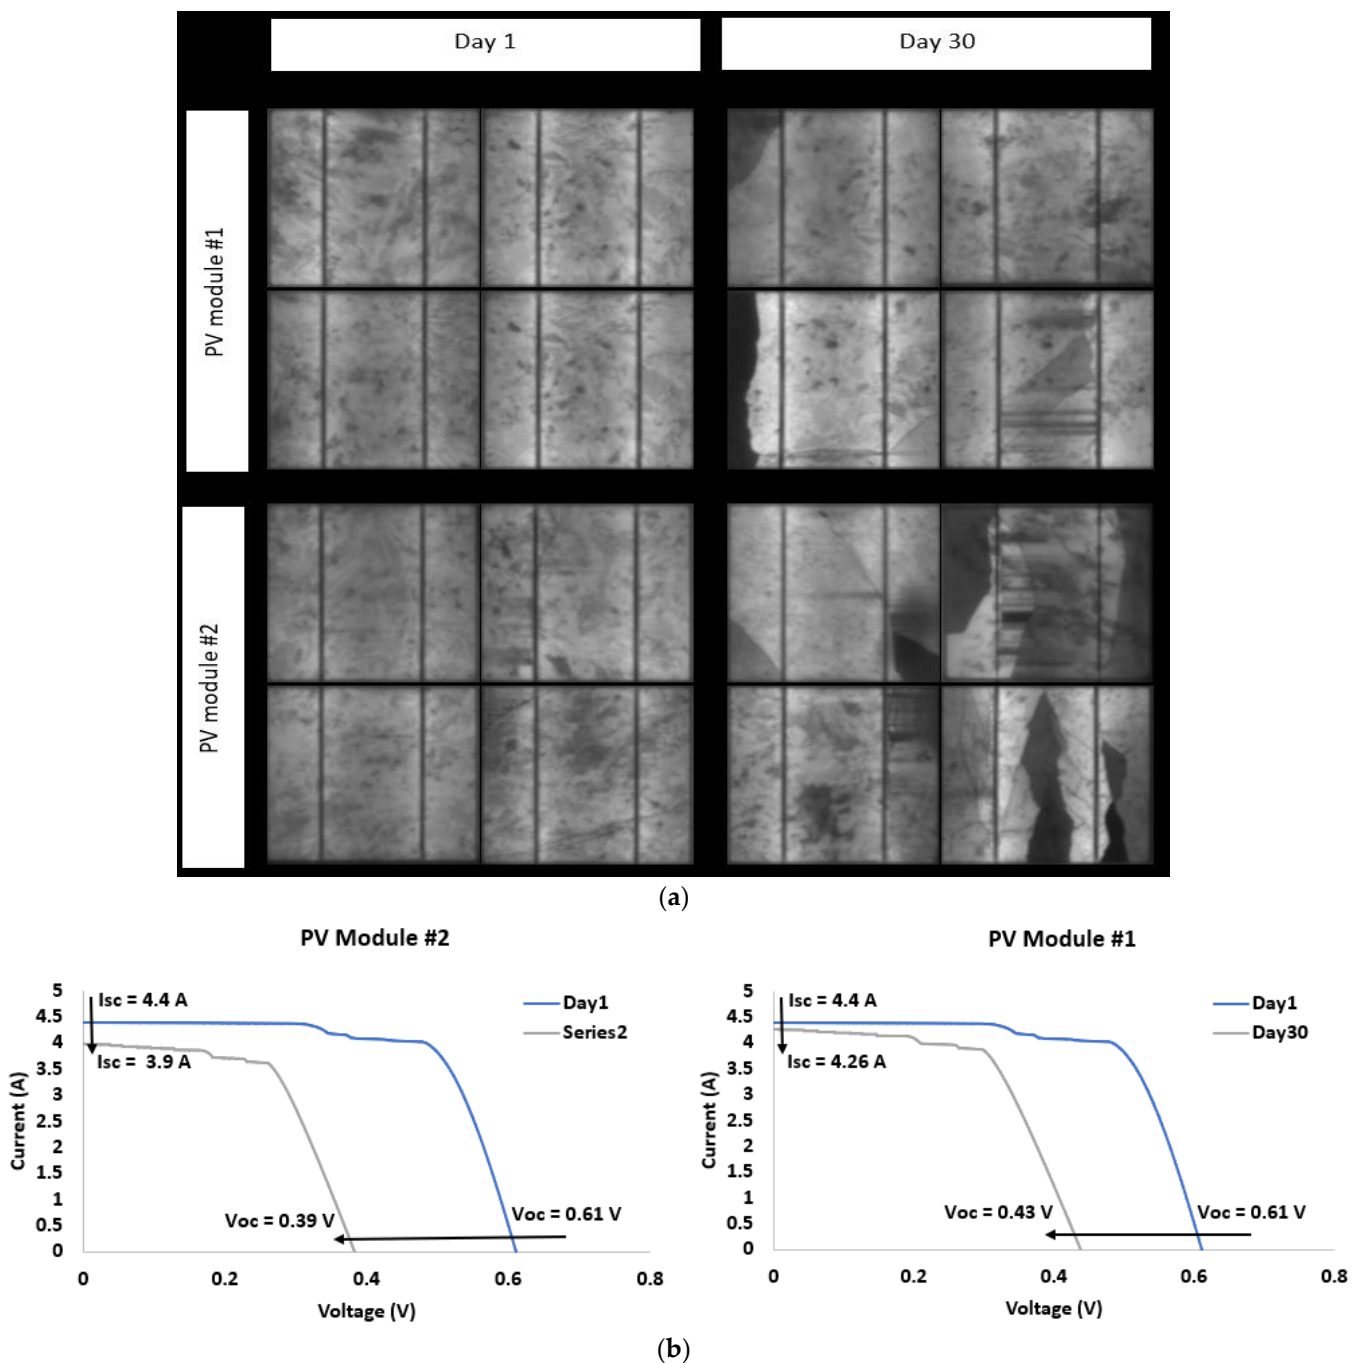 Day 1
Day 30
PV module #1
PV module #2
(a)
PV Module #2
5
4.5
4
3.5
3
2.5
2
1.5
1
0.5
0
Current (A)
Isc = 4.4 A
Isc = 3.9 A
Day1
Series2
Voc = 0.39 V
Voc = 0.61 V
0
0.2
0.4
0.6
0.8
Voltage (V)
PV Module #1
5
4.5
4
3.5
3
2.5
2
1.5
1
0.5
0
Current (A)
Isc = 4.4 A
Isc = 4.26 A
Day1
Day30
Voc = 0.43 V
Voc = 0.61 V
0
0.2
0.4
0.6
0.8
Voltage (V)
(b)